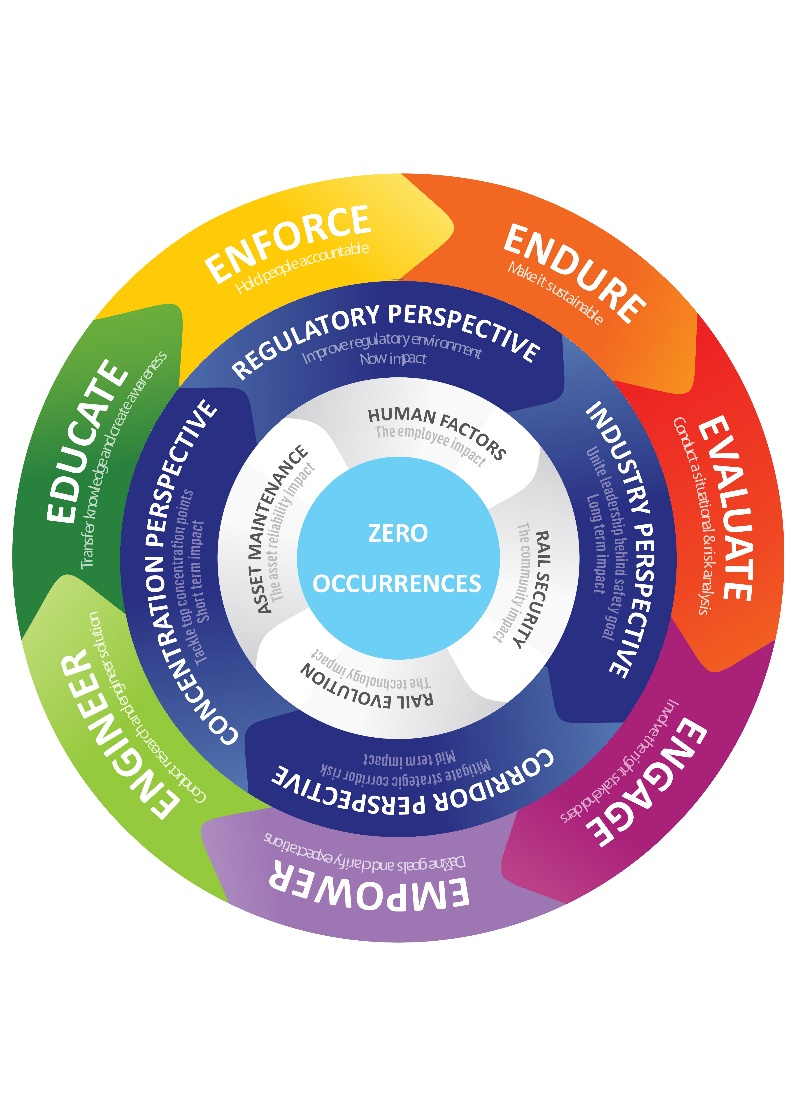 ENFORCE
Hold people accountable
ENDURE
Make it sustainable
EVALUATE
Conduct a situational & risk analysis
ENGAGE
Involve the right stakeholders
EMPOWER
Define goals and clarify expectations
ENGINEER
Conduct research and engineer solution
EDUCATE
Transfer knowledge and create awareness
REGULATORY PERSPECTIVE
Improve regulatory environment
Now impact
INDUSTRY PERSPECTIVE
Unite leadership behind safety goal
Long term impact
CORRIDOR PERSPECTIVE
Mitigate strategic corridor risk
Mid term impact
CONCENTRATION PERSPECTIVE
Tackle top concentration points
Short term impact
HUMAN FACTORS
The employee impact
RAIL SECURITY
The community impact
RAIL EVOLUTION
The technology impact
ASSET MAINTENANCE
The asset reliability impact
ZERO
OCCURRENCES